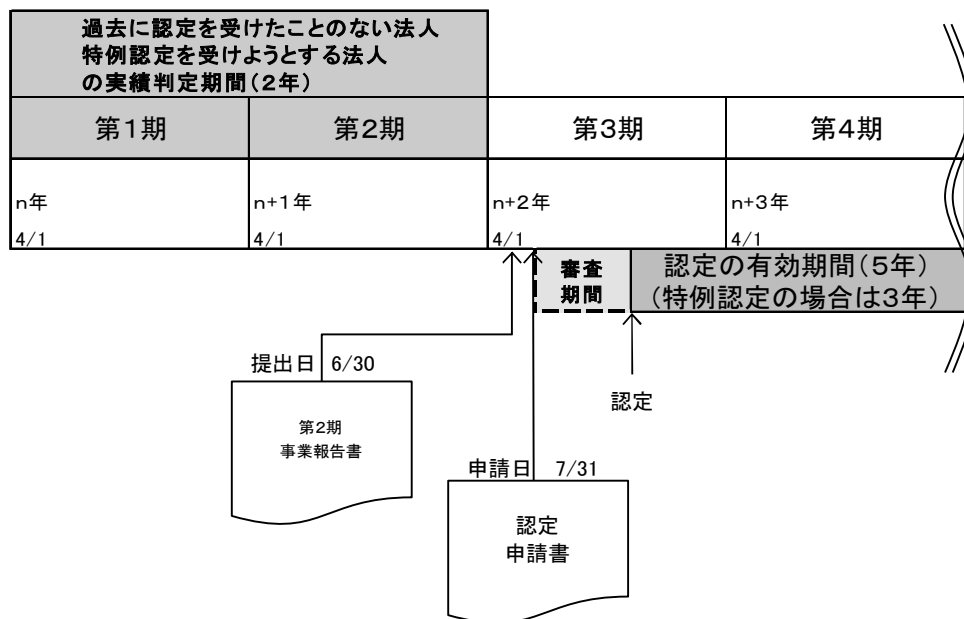 過去に認定を受けたことのない法人
特例認定を受けようとする法人
の実績判定期間（２年）
第１期
第２期
第３期
第４期
n年
n+1年
n+2年
n+3年
4/1
4/1
4/1
4/1
審査
期間
認定の有効期間（５年）
（特例認定の場合は３年）
提出日 6/30
認定
第2期
事業報告書
申請日 7/31
認定
申請書